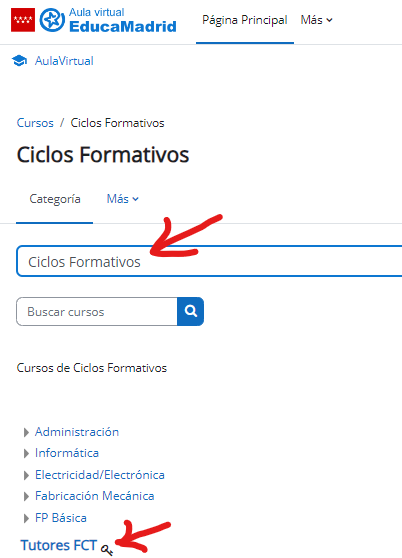 Aula virtual
EducaMadrid
Página Principal
Más
AulaVirtual
Cursos / Ciclos Formativos
Ciclos Formativos
Categoría
Más
Ciclos Formativos
Buscar cursos
Cursos de Ciclos Formativos
Administración
Informática
Electricidad/Electrónica
Fabricación Mecánica
FP Básica
Tutores FCT